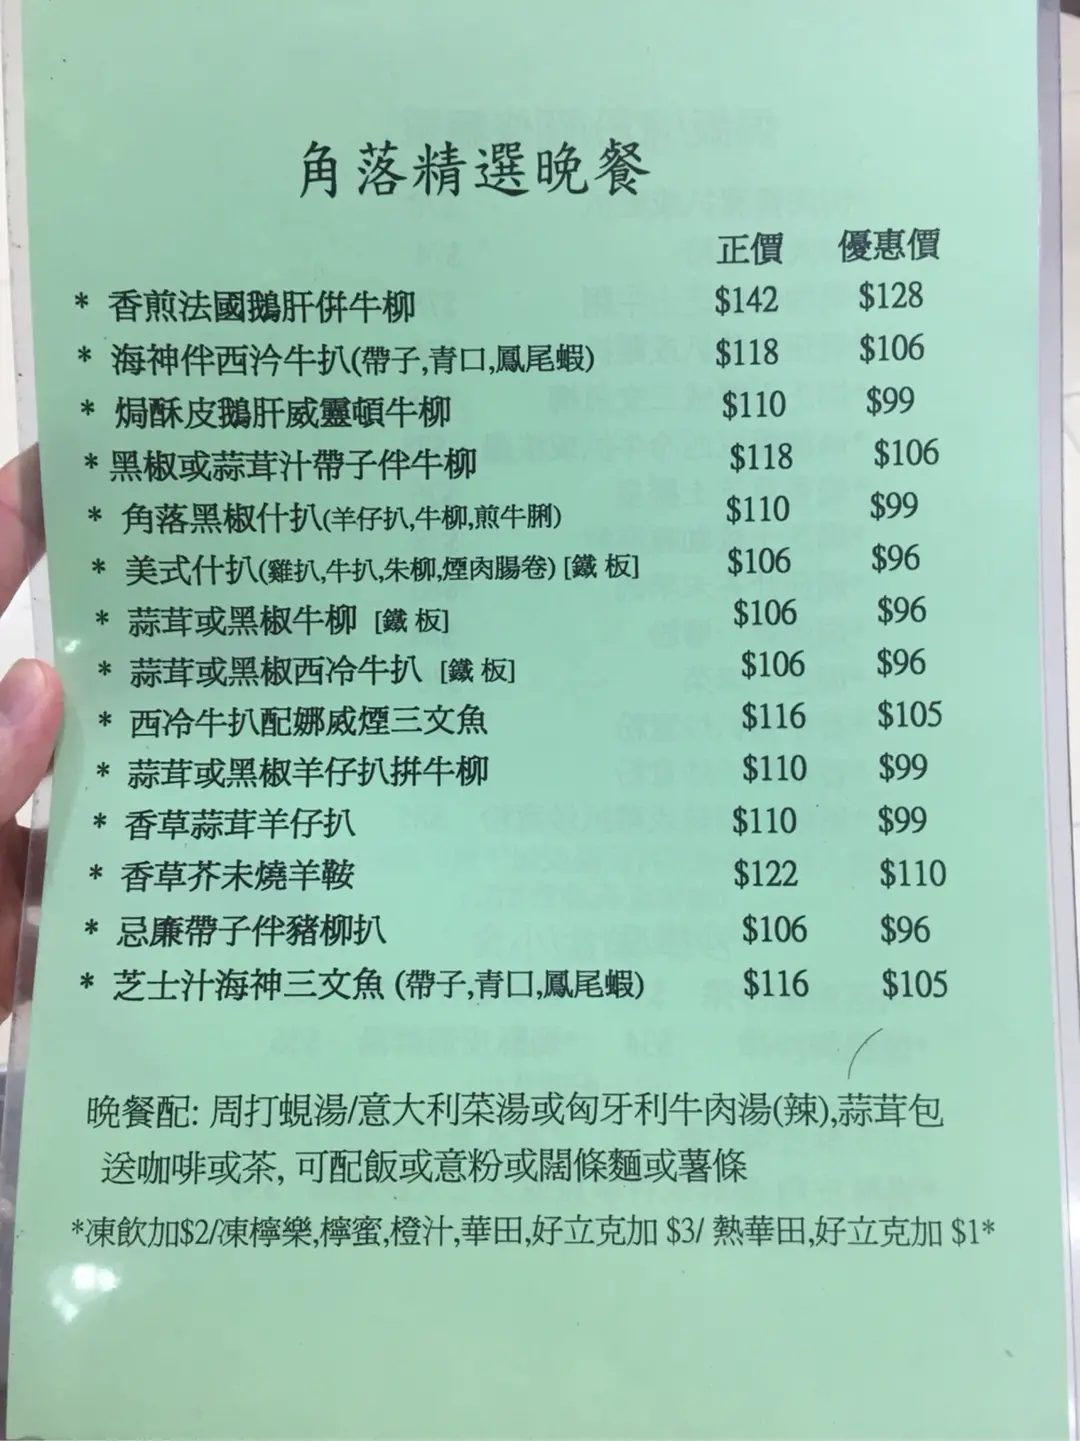 角落精選晚餐
正價 優惠價
* 香煎法國鵝肝倂牛柳 $142 $128
* 海神伴西泠牛扒(帶子,青口,鳳尾蝦) $118 $106
* 焗酥皮鵝肝威靈頓牛柳 $110 $99
* 黑椒或蒜茸汁帶子伴牛柳 $118 $106
* 角落黑椒什扒(羊仔扒,牛柳,煎牛脷) $110 $99
* 美式什扒(雞扒,牛扒,朱柳,煙肉腸卷) [鐵 板] $106 $96
* 蒜茸或黑椒牛柳 [鐵 板] $106 $96
* 蒜茸或黑椒西冷牛扒 [鐵 板] $106 $96
* 西冷牛扒配娜威煙三文魚 $116 $105
* 蒜茸或黑椒羊仔扒拼牛柳 $110 $99
* 香草蒜茸羊仔扒 $110 $99
* 香草芥未燒羊鞍 $122 $110
* 忌廉帶子伴豬柳扒 $106 $96
* 芝士汁海神三文魚 (帶子,青口,鳳尾蝦) $116 $105
晚餐配: 周打蜆湯/意大利菜湯或匈牙利牛肉湯(辣),蒜茸包
送咖啡或茶, 可配飯或意粉或闊條麵或薯條
*凍飲加$2/凍檸樂,檸蜜,橙汁,華田,好立克加 $3/ 熱華田,好立克加 $1*